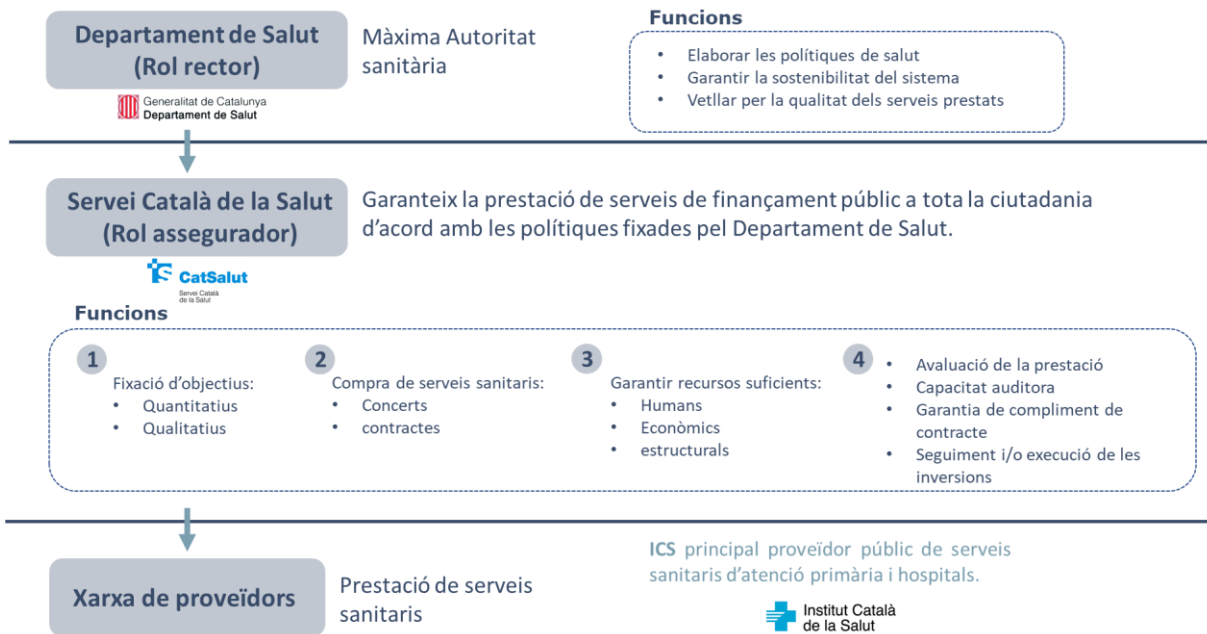 Departament de Salut
(Rol rector)
Màxima Autoritat
sanitària
Funcions
• Elaborar les polítiques de salut
• Garantir la sostenibilitat del sistema
• Vetllar per la qualitat dels serveis prestats
Generalitat de Catalunya
Departament de Salut
Servei Català de la Salut
(Rol assegurador)
Garanteix la prestació de serveis de finançament públic a tota la ciutadania
d'acord amb les polítiques fixades pel Departament de Salut.
CatSalut
Servei Català
de la Salut
Funcions
1
Fixació d'objectius:
• Quantitatius
• Qualitatius
2
Compra de serveis sanitaris:
• Concerts
• contractes
3
Garantir recursos suficients:
• Humans
• Econòmics
• estructurals
4
• Avaluació de la prestació
• Capacitat auditora
• Garantia de compliment de
contracte
• Seguiment i/o execució de les
inversions
Xarxa de proveïdors
Prestació de serveis
sanitaris
ICS principal proveïdor públic de serveis
sanitaris d'atenció primària i hospitals.
Institut Català
de la Salut